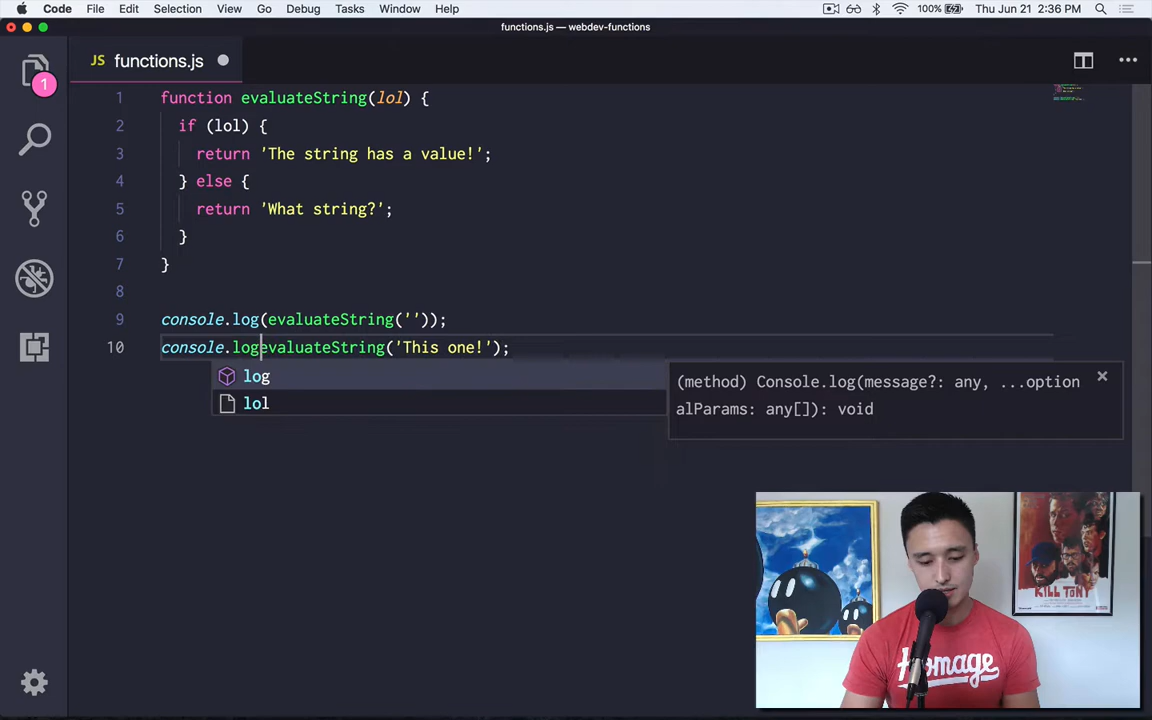 Code File Edit Selection View Go Debug Tasks Window Help 100% Thu Jun 21 2:36 PM
functions.js — webdev-functions
JS functions.js
1
1 function evaluateString(lol) {
2 if (lol) {
3 return 'The string has a value!';
4 } else {
5 return 'What string?';
6 }
7 }
8
9 console.log(evaluateString(''));
10 console.logevaluateString('This one!');
log
lol
(method) Console.log(message?: any, ...option
alParams: any[]): void
KILL TONY
Homage